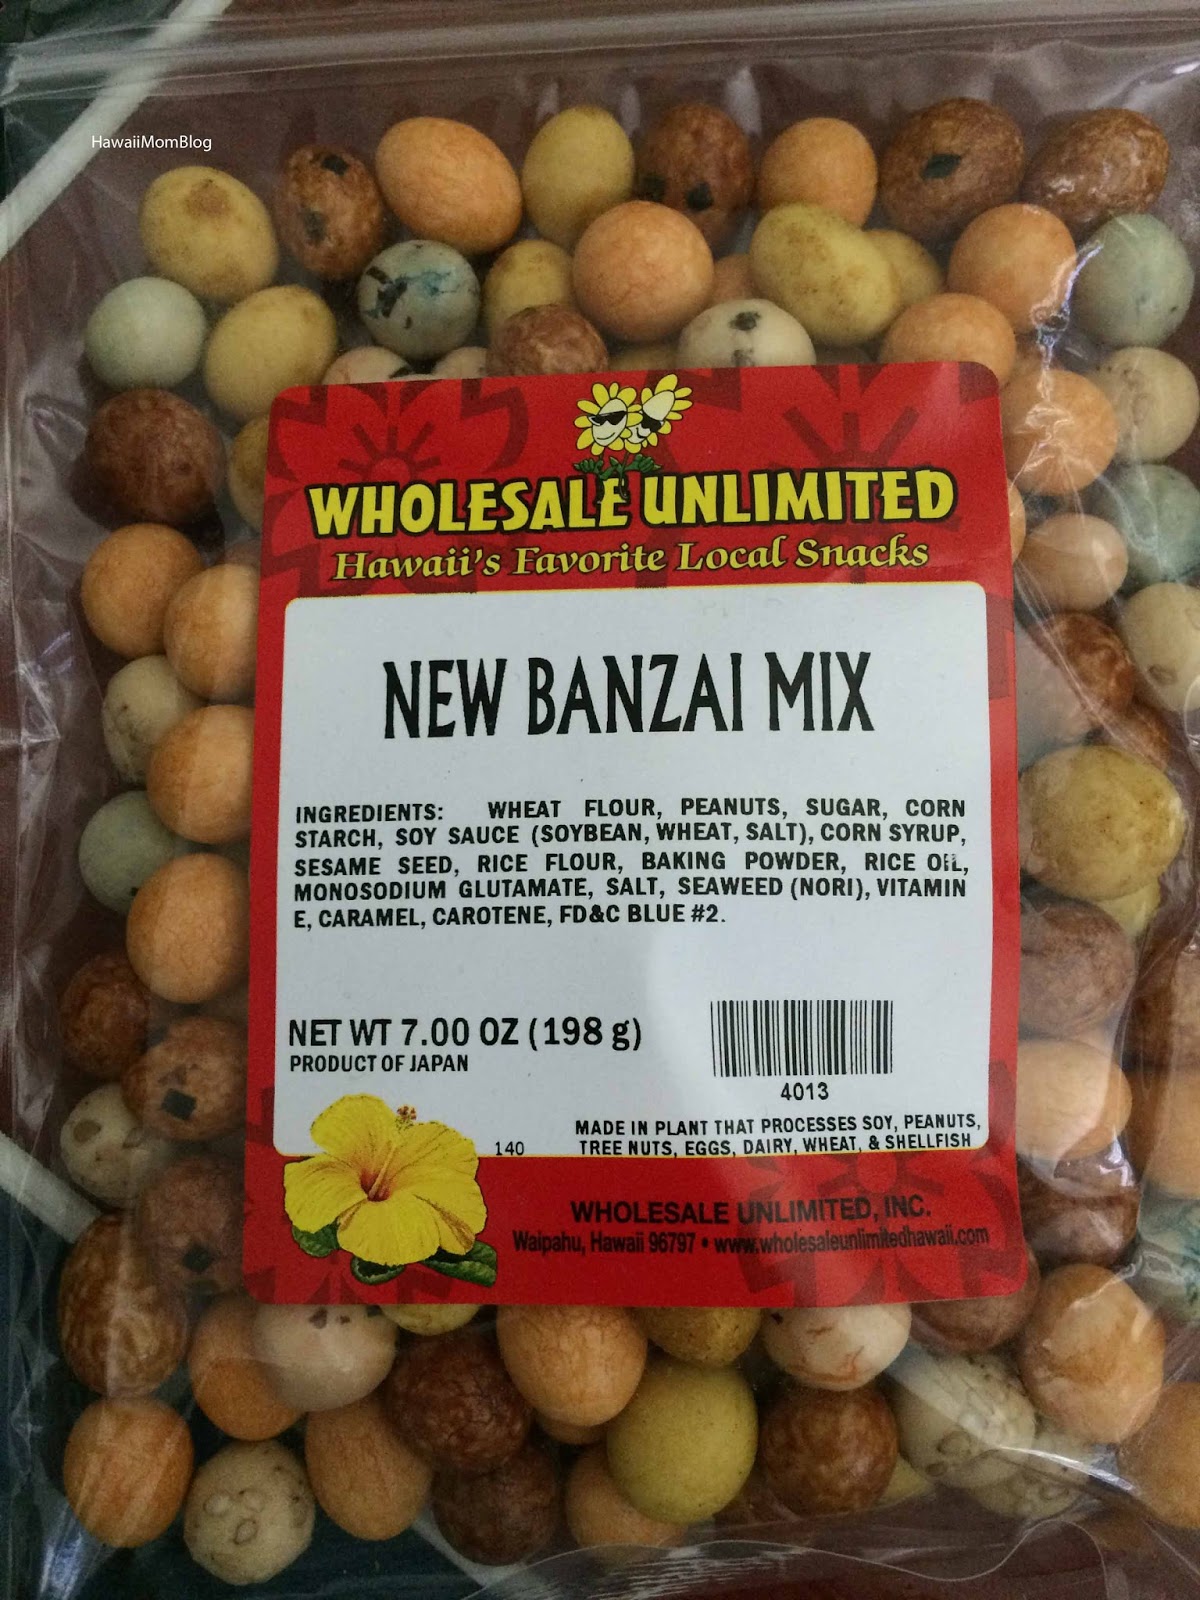 HawaiiMomBlog
WHOLESALE UNLIMITED
Hawaii's Favorite Local Snacks
NEW BANZAI MIX
INGREDIENTS: WHEAT FLOUR, PEANUTS, SUGAR, CORN
STARCH, SOY SAUCE (SOYBEAN, WHEAT, SALT), CORN SYRUP,
SESAME SEED, RICE FLOUR, BAKING POWDER, RICE OIL,
MONOSODIUM GLUTAMATE, SALT, SEAWEED (NORI), VITAMIN
E, CARAMEL, CAROTENE, FD&C BLUE #2.
NET WT 7.00 OZ (198 g)
PRODUCT OF JAPAN
4013
140
MADE IN PLANT THAT PROCESSES SOY, PEANUTS,
TREE NUTS, EGGS, DAIRY, WHEAT, & SHELLFISH
WHOLESALE UNLIMITED, INC.
Waipahu, Hawaii 96797 • www.wholesaleunlimitedhawaii.com